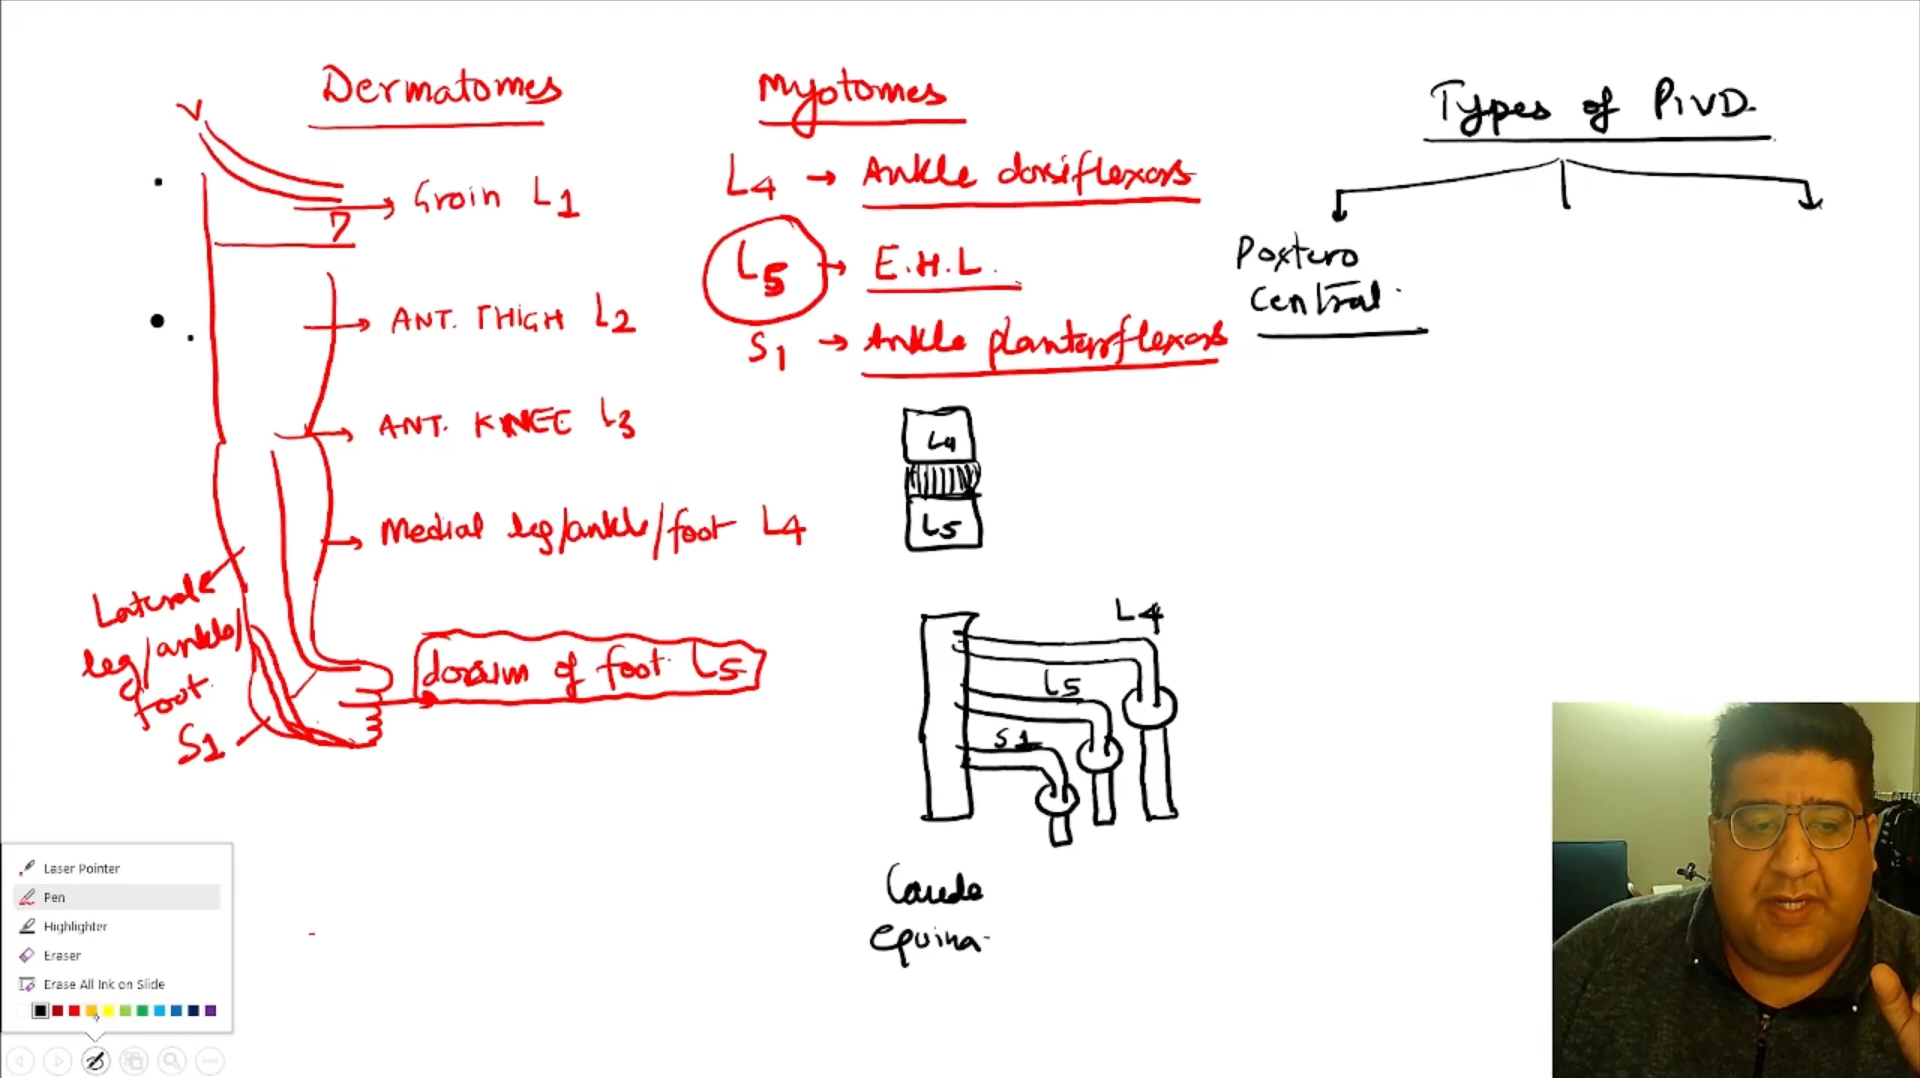 Dermatomes
Groin L1
ANT. THIGH L2
ANT. KNEE L3
Medial leg/ankle/foot L4
Lateral
leg/ankle/
foot
S1
dorsum of foot L5
Myotomes
L4 → Ankle dorsiflexors
L5 → E.H.L.
S1 → Ankle planterflexors
L4
L5
L4
L5
S1
Cauda
equina
Types of PIVD
Postero
Central
Laser Pointer
Pen
Highlighter
Eraser
Erase All Ink on Slide